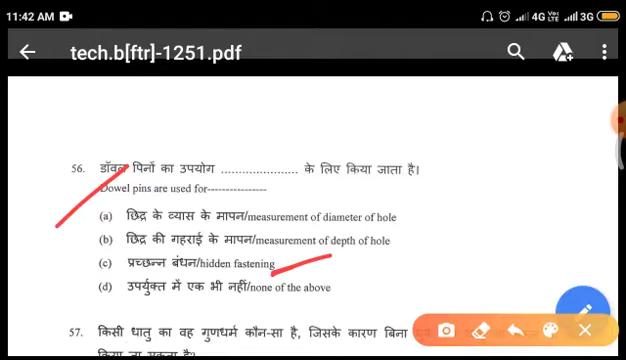 11:42 AM 4G VoLTE 3G
tech.b[ftr]-1251.pdf
56. डॉवल पिनों का उपयोग ........................ के लिए किया जाता है।
Dowel pins are used for----------------
(a) छिद्र के व्यास के मापन/measurement of diameter of hole
(b) छिद्र की गहराई के मापन/measurement of depth of hole
(c) प्रच्छन्न बंधन/hidden fastening
(d) उपर्युक्त में एक भी नहीं/none of the above
57. किसी धातु का वह गुणधर्म कौन-सा है, जिसके कारण बिना
किया जा सकता है?